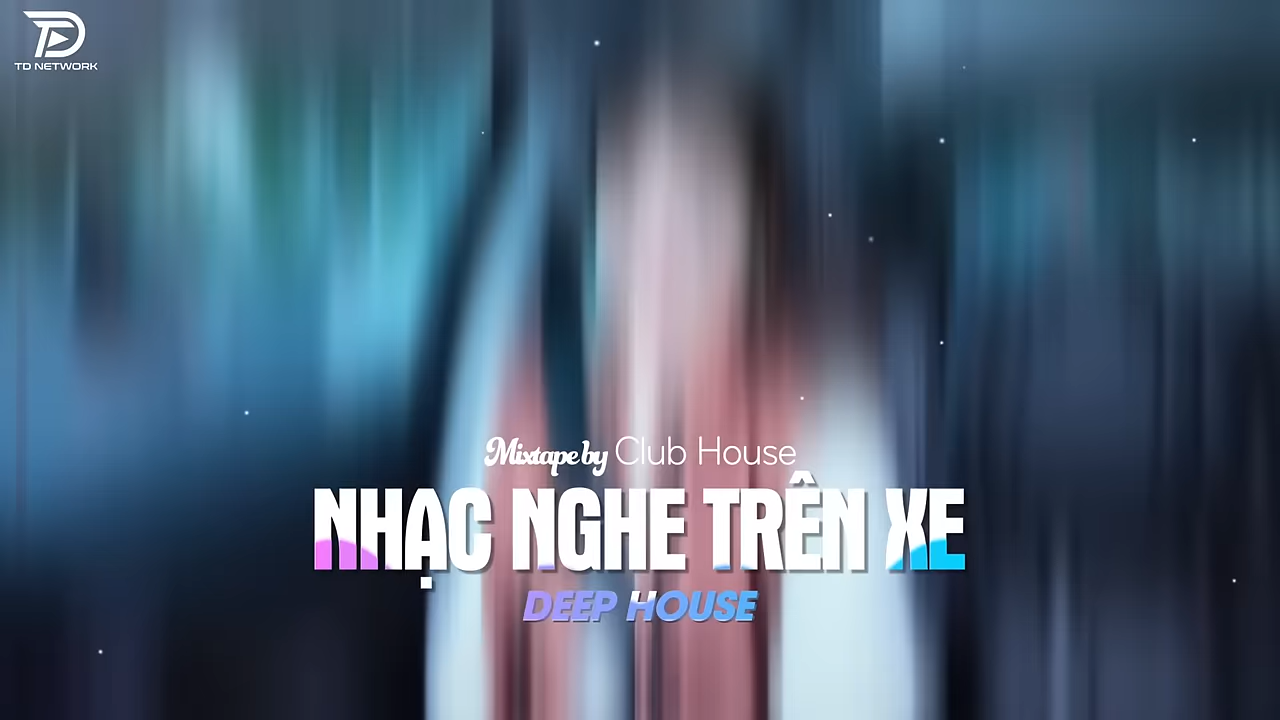 TD NETWORK
Mixtape by Club House
NHẠC NGHE TRÊN XE
DEEP HOUSE